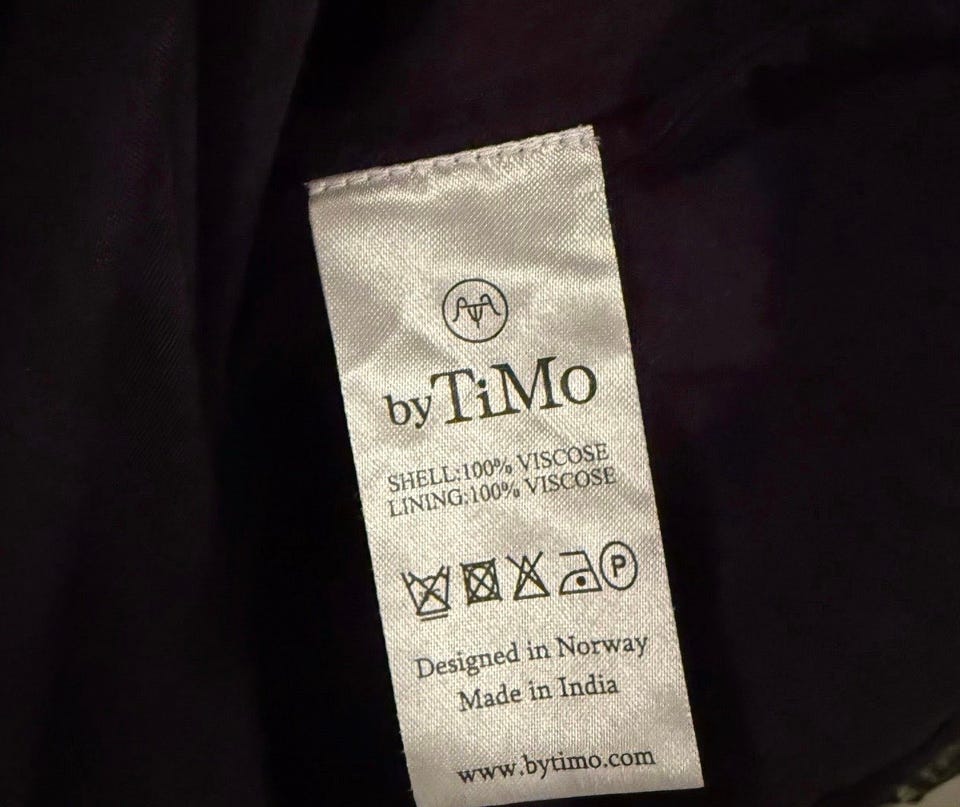 byTiMo
SHELL:100% VISCOSE
LINING:100% VISCOSE
P
Designed in Norway
Made in India
www.bytimo.com